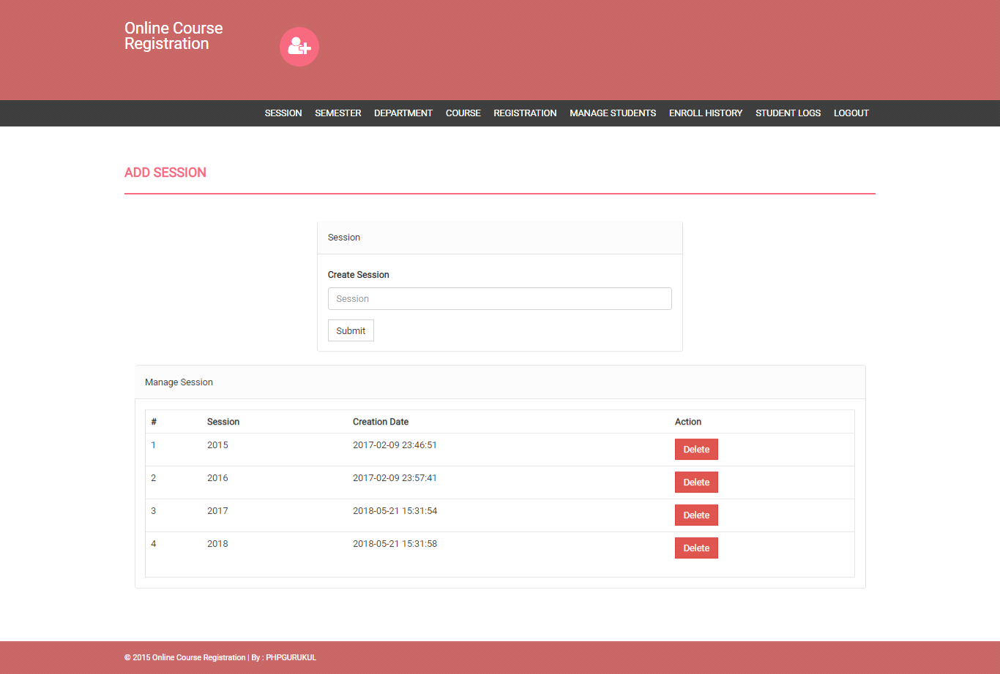 Online Course
Registration
SESSION SEMESTER DEPARTMENT COURSE REGISTRATION MANAGE STUDENTS ENROLL HISTORY STUDENT LOGS LOGOUT
ADD SESSION
Session
Create Session
Session
Submit
Manage Session
# Session Creation Date Action
1 2015 2017-02-09 23:46:51 Delete
2 2016 2017-02-09 23:57:41 Delete
3 2017 2018-05-21 15:31:54 Delete
4 2018 2018-05-21 15:31:58 Delete
© 2015 Online Course Registration | By : PHPGURUKUL